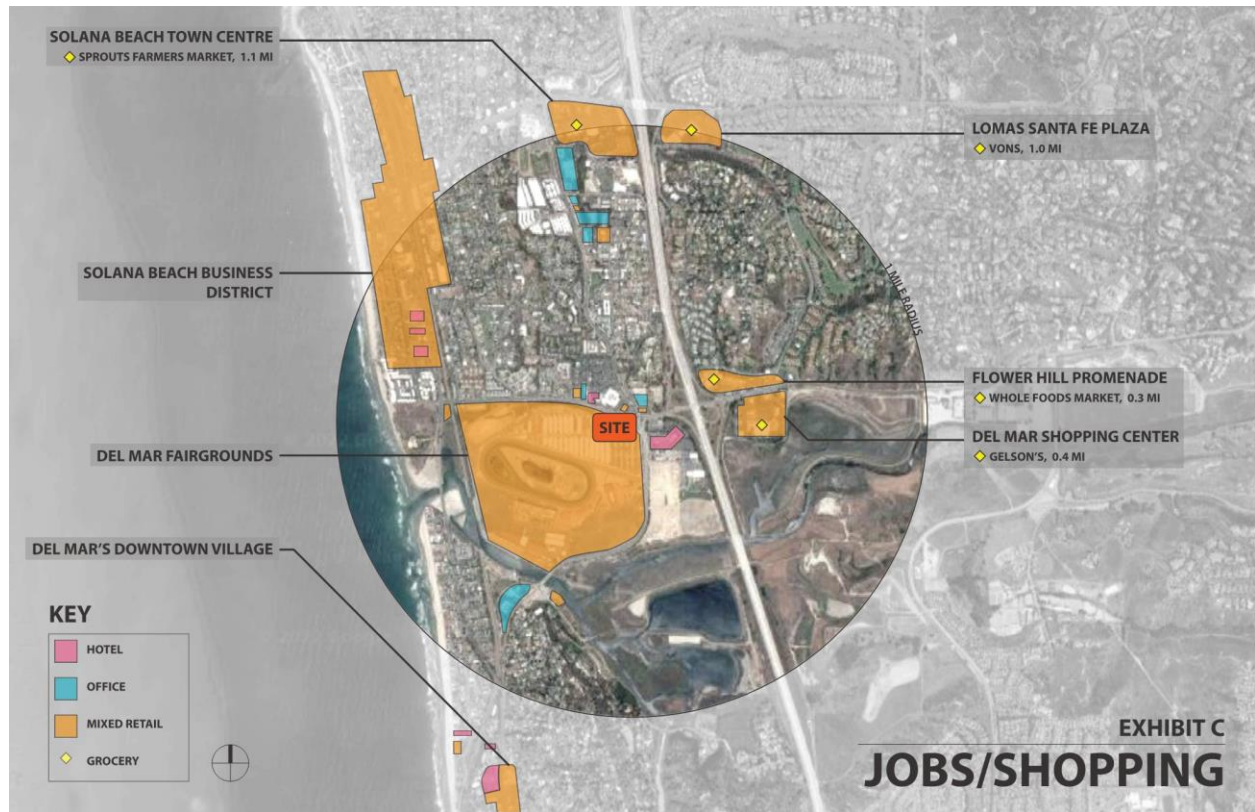 SOLANA BEACH TOWN CENTRE
SPROUTS FARMERS MARKET, 1.1 MI
LOMAS SANTA FE PLAZA
VONS, 1.0 MI
SOLANA BEACH BUSINESS
DISTRICT
1 MILE RADIUS
FLOWER HILL PROMENADE
WHOLE FOODS MARKET, 0.3 MI
DEL MAR SHOPPING CENTER
GELSON'S, 0.4 MI
SITE
DEL MAR FAIRGROUNDS
DEL MAR'S DOWNTOWN VILLAGE
KEY
HOTEL
OFFICE
MIXED RETAIL
GROCERY
EXHIBIT C
JOBS/SHOPPING